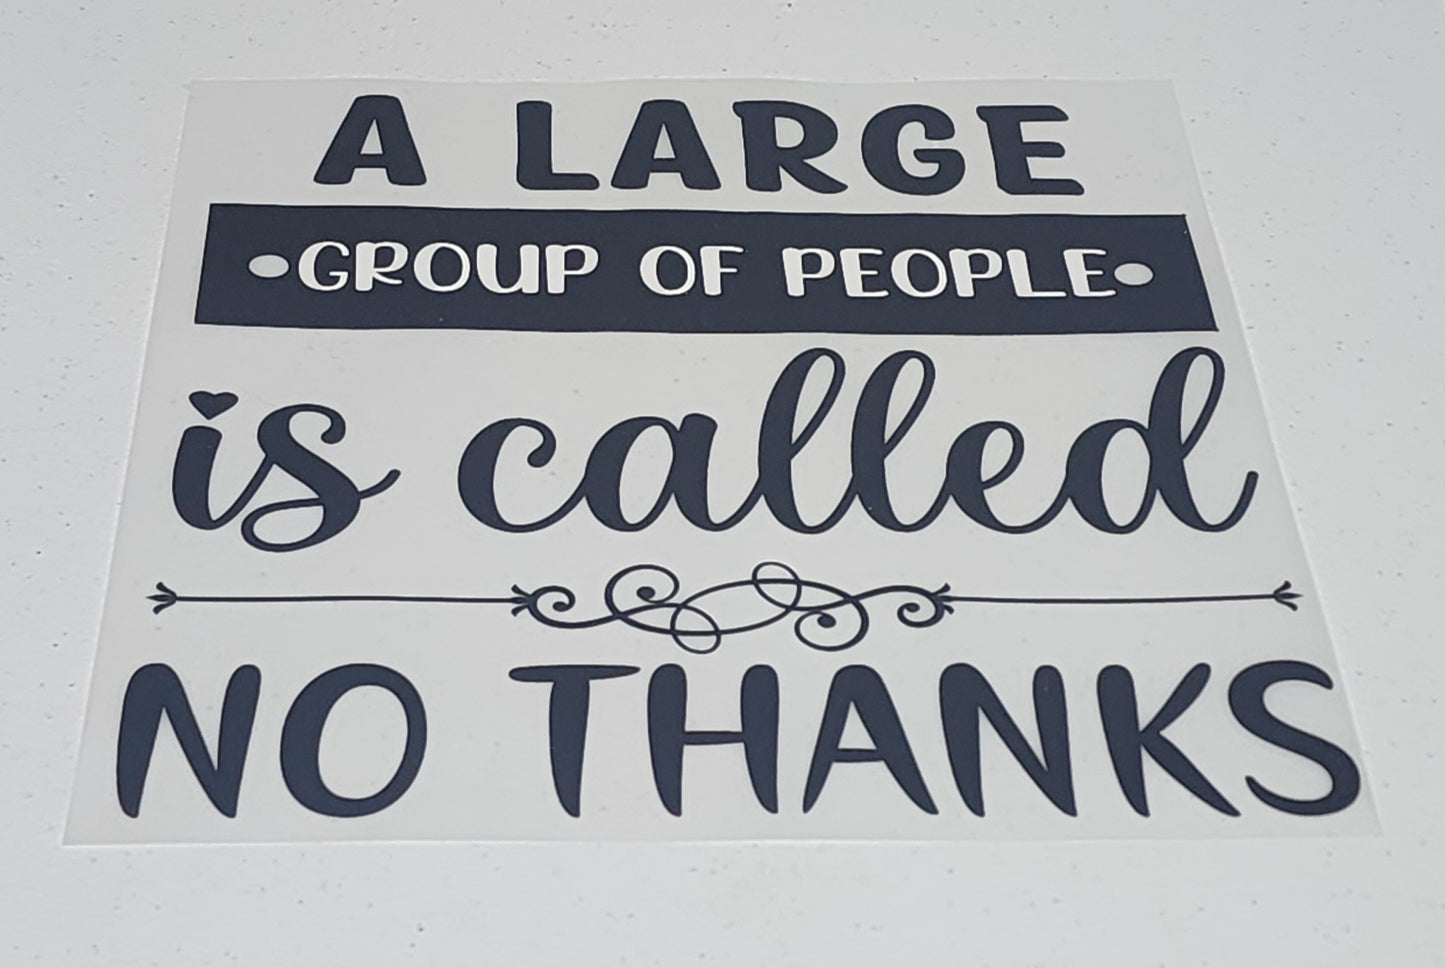 A LARGE
•GROUP OF PEOPLE•
is called
NO THANKS